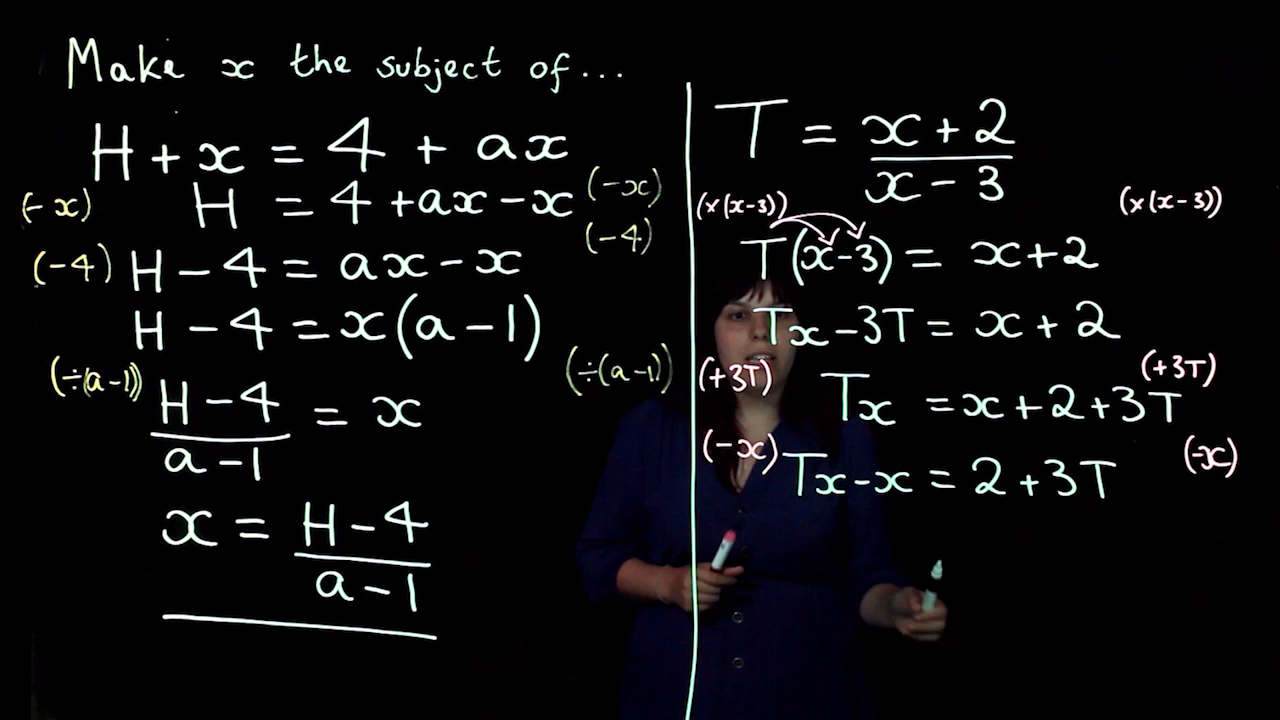 Make x the subject of...
H + x = 4 + ax
(-x) H = 4 + ax - x (-x)
(-4) H - 4 = ax - x (-4)
H - 4 = x(a - 1)
(÷(a-1)) H - 4 / a - 1 = x (÷(a-1))
x = H - 4 / a - 1
T = x + 2 / x - 3
(×(x-3)) (×(x-3))
T(x-3) = x+2
Tx - 3T = x + 2
(+3T) Tx = x + 2 + 3T (+3T)
(-x) Tx - x = 2 + 3T (-x)